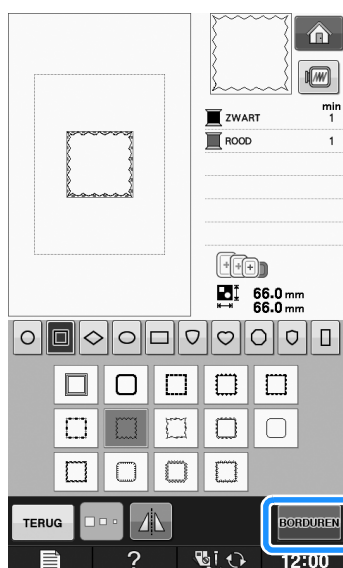 min
ZWART 1
ROOD 1
66.0 mm
66.0 mm
TERUG
BORDUREN
?
12:00